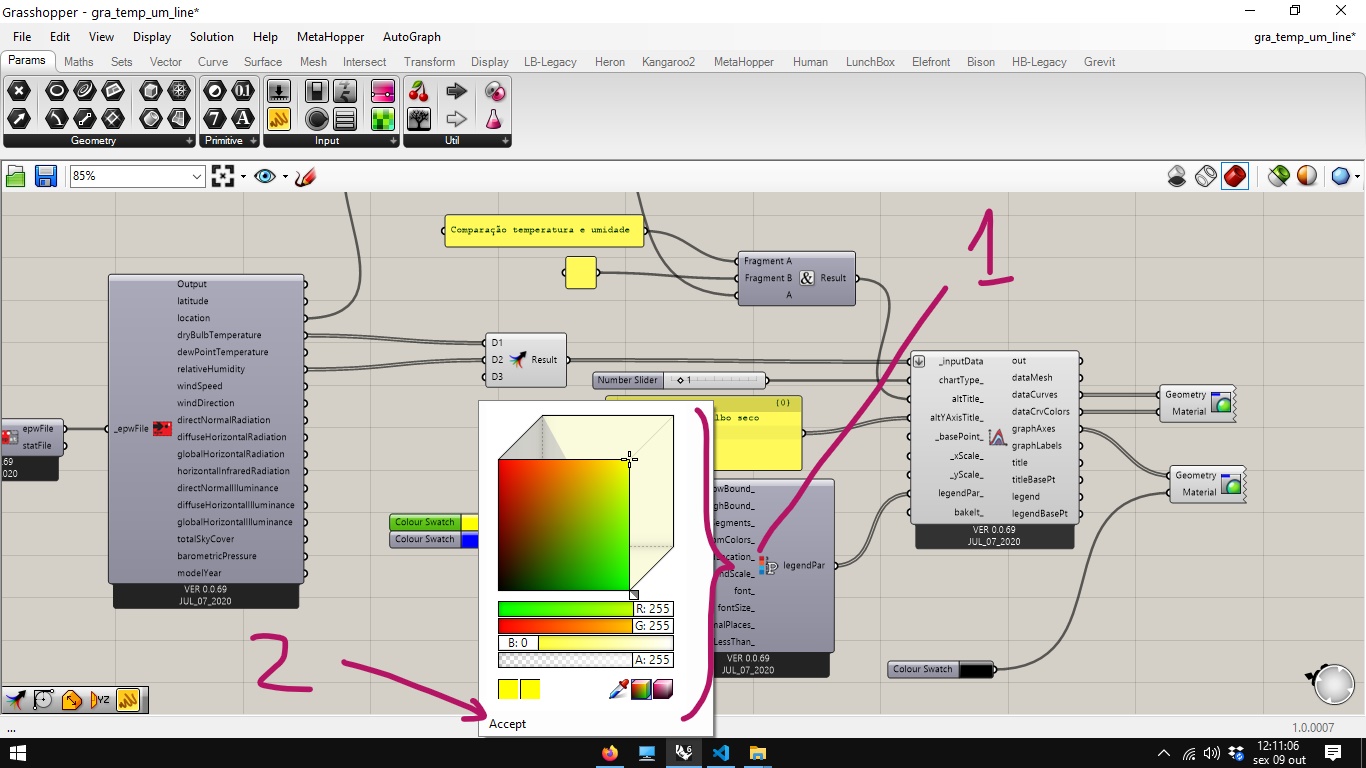 Grasshopper - gra_temp_um_line*
File Edit View Display Solution Help MetaHopper AutoGraph gra_temp_um_line*
Params Maths Sets Vector Curve Surface Mesh Intersect Transform Display LB-Legacy Heron Kangaroo2 MetaHopper Human LunchBox Elefront Bison HB-Legacy Grevit
Geometry Primitive Input Util
85%
1
Comparação temperatura e umidade
Fragment A
Fragment B
A
& Result
Output
latitude
location
dryBulbTemperature
dewPointTemperature
relativeHumidity
windSpeed
windDirection
directNormalRadiation
diffuseHorizontalRadiation
globalHorizontalRadiation
horizontalInfraredRadiation
directNormalIlluminance
diffuseHorizontalIlluminance
globalHorizontalIlluminance
totalSkyCover
barometricPressure
modelYear
_epwFile
VER 0.0.69
JUL_07_2020
epwFile
statFile
.69
020
D1
D2
D3
Result
Number Slider 1
{0}
lbo seco
_inputData
chartType_
altTitle_
altYAxisTitle_
_basePoint_
_xScale_
_yScale_
legendPar_
bakeIt_
out
dataMesh
dataCurves
dataCrvColors
graphAxes
graphLabels
title
titleBasePt
legend
legendBasePt
VER 0.0.69
JUL_07_2020
Geometry
Material
Geometry
Material
Colour Swatch
Colour Swatch
owBound_
ghBound_
egments_
omColors_
Location_
ndScale_
font_
fontSize_
malPlaces_
LessThan_
legendPar
VER 0.0.69
JUL_07_2020
R: 255
G: 255
B: 0
A: 255
Accept
2
Colour Swatch
YZ
... 1.0.0007
12:11:06
sex 09 out